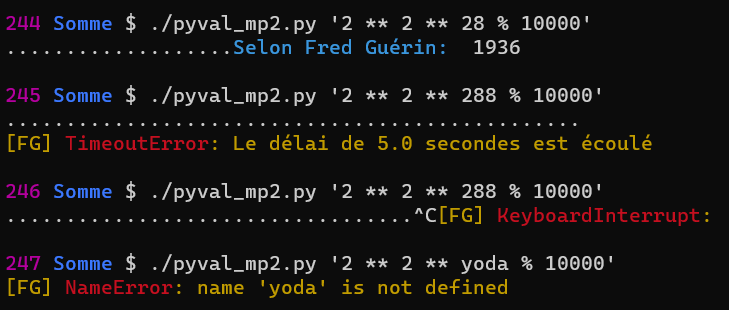 244 Somme $ ./pyval_mp2.py '2 ** 2 ** 28 % 10000'
...................Selon Fred Guérin:  1936
245 Somme $ ./pyval_mp2.py '2 ** 2 ** 288 % 10000'
................................................
[FG] TimeoutError: Le délai de 5.0 secondes est écoulé
246 Somme $ ./pyval_mp2.py '2 ** 2 ** 288 % 10000'
..................................^C[FG] KeyboardInterrupt:
247 Somme $ ./pyval_mp2.py '2 ** 2 ** yoda % 10000'
[FG] NameError: name 'yoda' is not defined